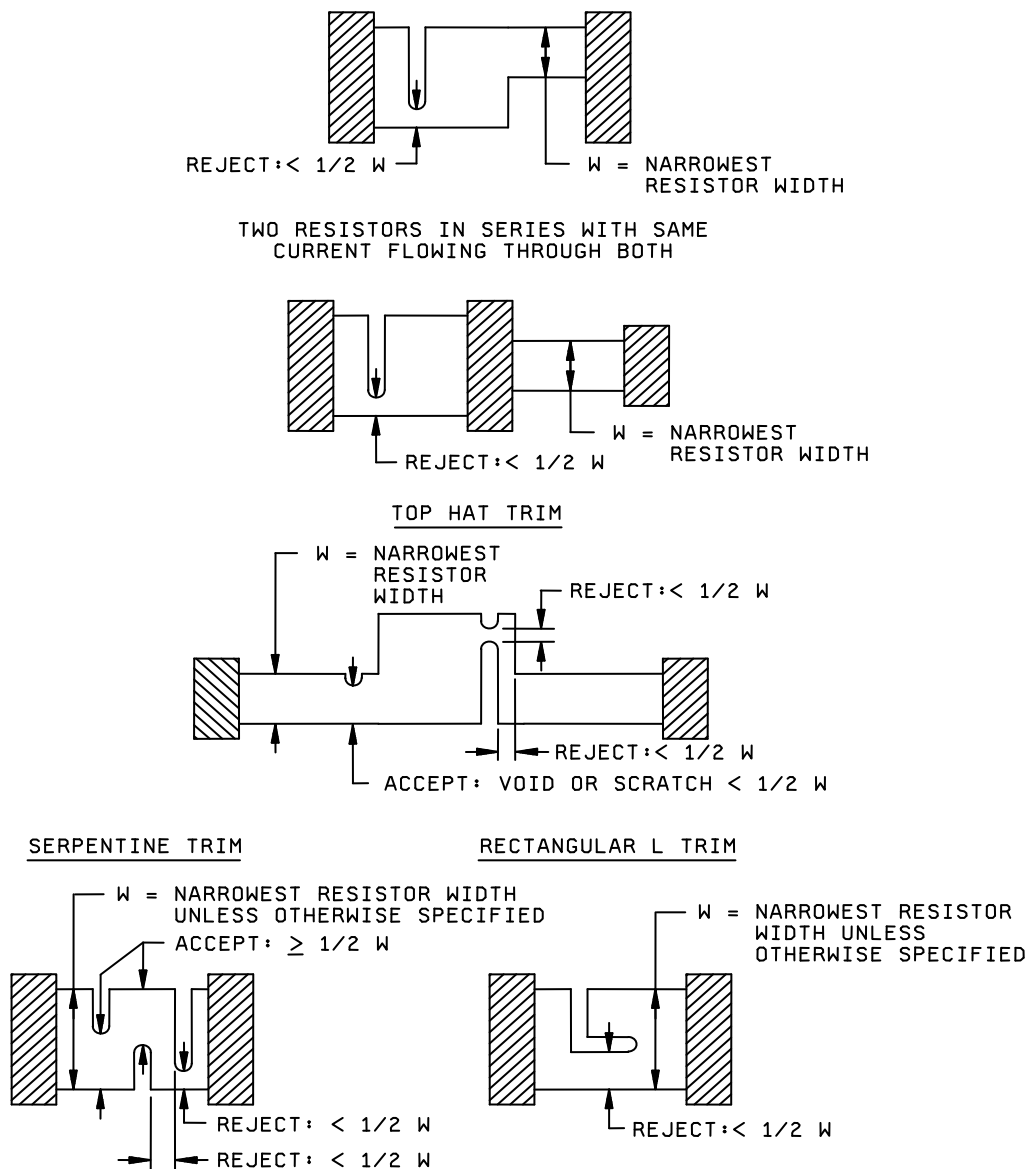 REJECT:< 1/2 W
W = NARROWEST
RESISTOR WIDTH
TWO RESISTORS IN SERIES WITH SAME
CURRENT FLOWING THROUGH BOTH
W = NARROWEST
RESISTOR WIDTH
REJECT:< 1/2 W
TOP HAT TRIM
W = NARROWEST
RESISTOR
WIDTH
REJECT:< 1/2 W
REJECT:< 1/2 W
ACCEPT: VOID OR SCRATCH < 1/2 W
SERPENTINE TRIM
W = NARROWEST RESISTOR WIDTH
UNLESS OTHERWISE SPECIFIED
ACCEPT: ≥ 1/2 W
REJECT: < 1/2 W
REJECT: < 1/2 W
RECTANGULAR L TRIM
W = NARROWEST RESISTOR
WIDTH UNLESS
OTHERWISE SPECIFIED
REJECT:< 1/2 W